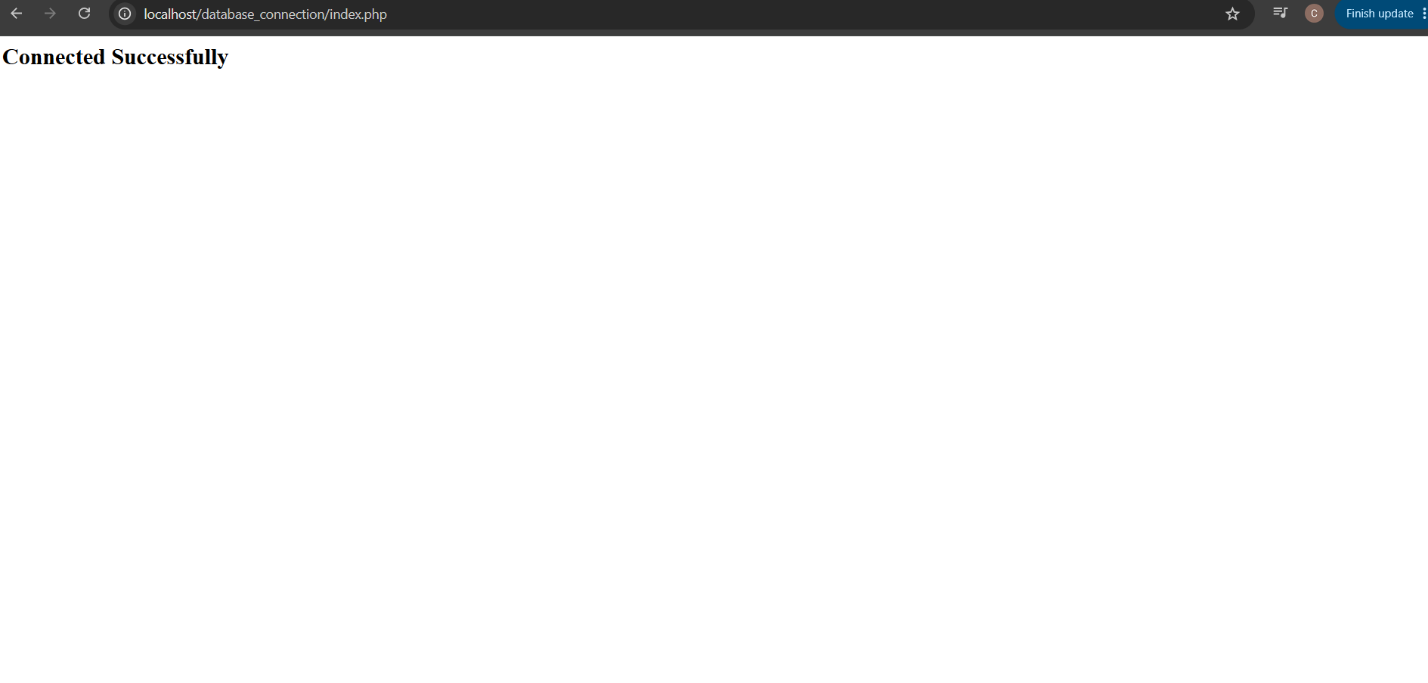 localhost/database_connection/index.php
C
Finish update
Connected Successfully